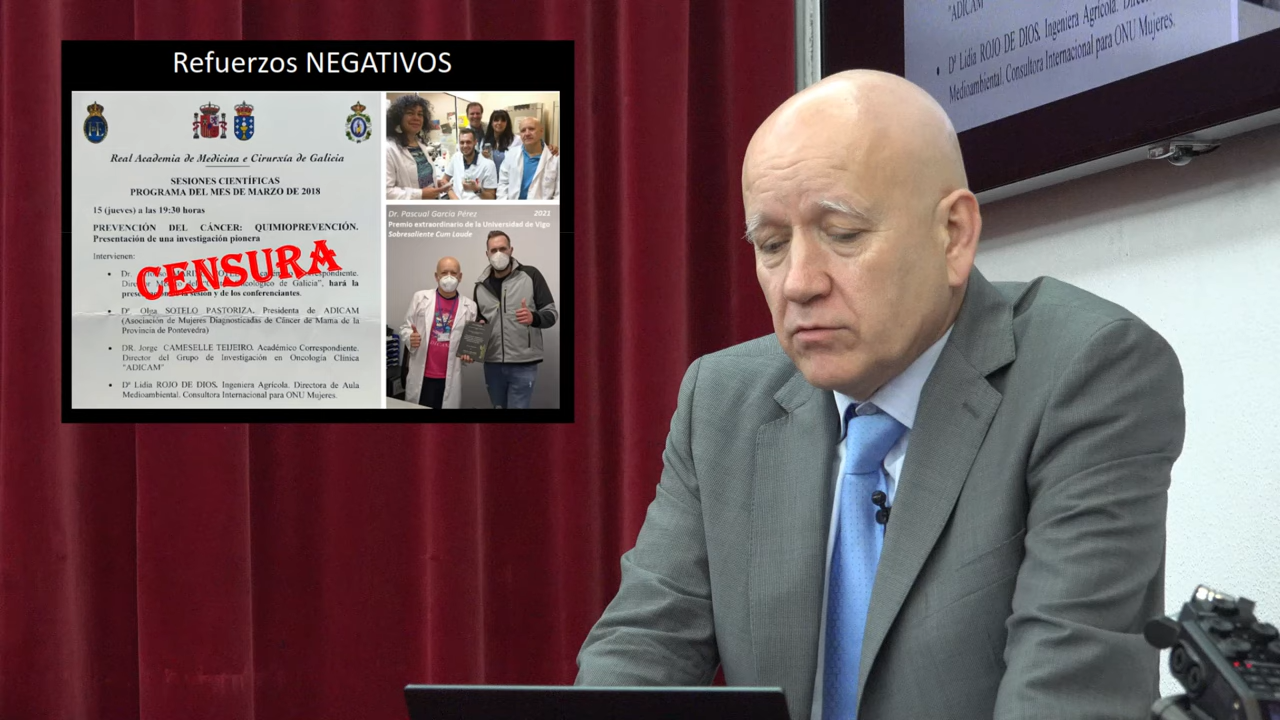 Refuerzos NEGATIVOS
Real Academia de Medicina e Cirurxía de Galicia
SESIONES CIENTÍFICAS
PROGRAMA DEL MES DE MARZO DE 2018
15 (jueves) a las 19:30 horas
PREVENCIÓN DEL CÁNCER: QUIMIOPREVENCIÓN.
Presentación de una investigación pionera
Intervienen:
CENSURA
• Dr. Correspondiente.
Galicia", hará la
sesión y de los conferenciantes.
• Dª Olga SOTELO PASTORIZA. Presidenta de ADICAM
(Asociación de Mujeres Diagnosticadas de Cáncer de Mama de la
Provincia de Pontevedra)
• DR. Jorge CAMESELLE TEIJEIRO. Académico Correspondiente.
Director del Grupo de Investigación en Oncología Clínica
"ADICAM"
• Dª Lidia ROJO DE DIOS. Ingeniera Agrícola. Directora de Aula
Medioambiental. Consultora Internacional para ONU Mujeres.
Dr. Pascual García Pérez 2021
Premio extraordinario de la Universidad de Vigo
Sobresaliente Cum Laude
"ADICAM"
• Dª Lidia ROJO DE DIOS. Ingeniera Agrícola.
Medioambiental. Consultora Internacional para ONU Mujeres.